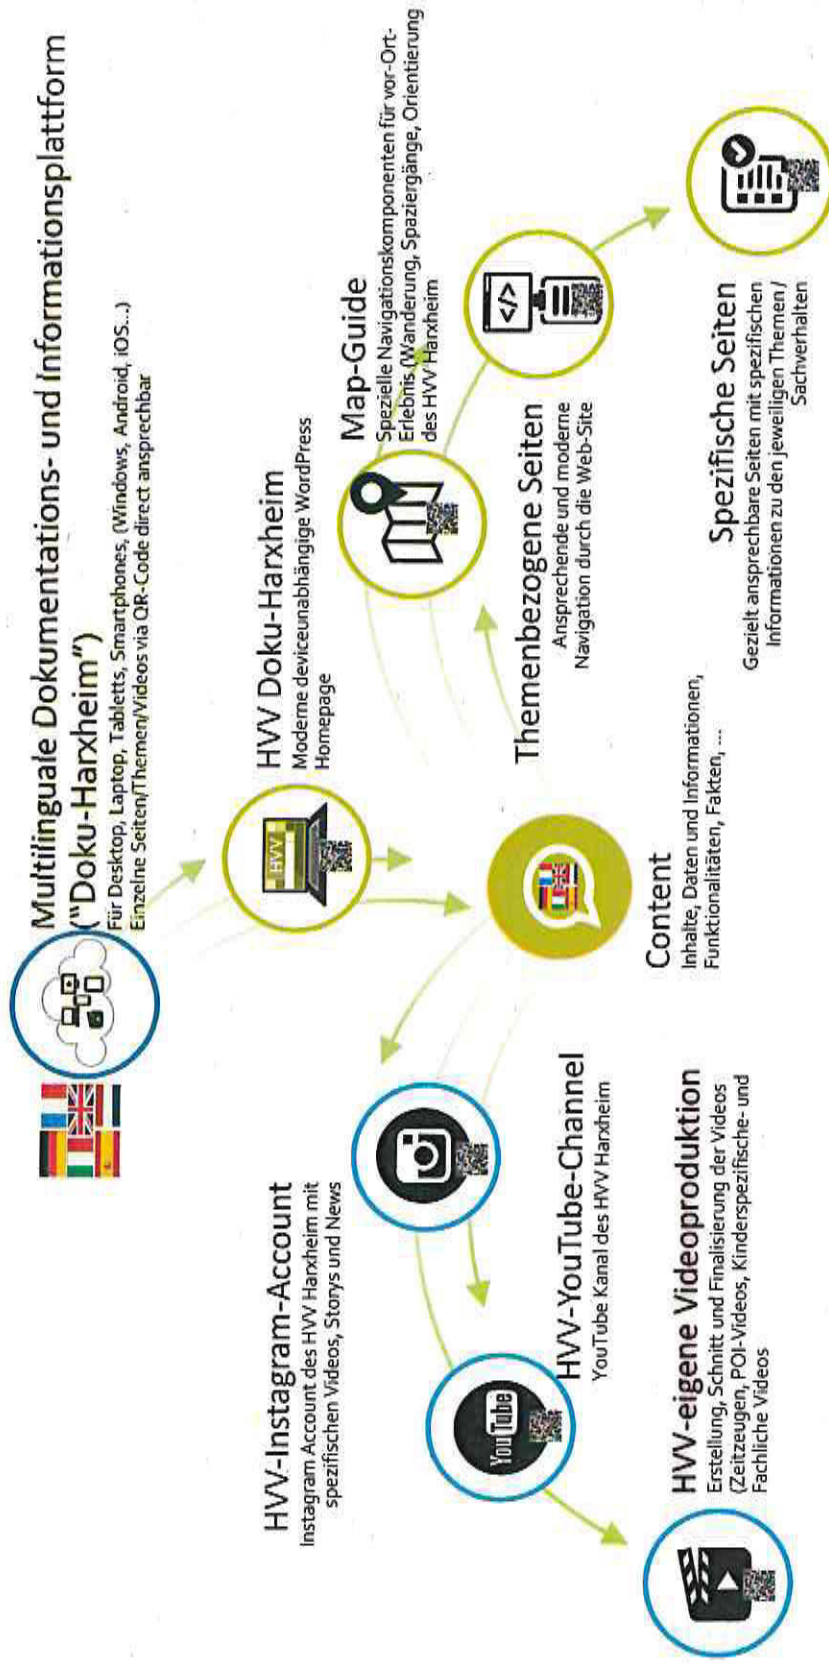 Multilinguale Dokumentations- und Informationsplattform
("Doku-Harxheim")
Für Desktop, Laptop, Tabletts, Smartphones, (Windows, Android, iOS...)
Einzelne Seiten/Themen/Videos via QR-Code direct ansprechbar
HVV Doku-Harxheim
Moderne deviceunabhängige WordPress
Homepage
HVV
Map-Guide
Spezielle Navigationskomponenten für vor-Ort-
Erlebnis (Wanderung, Spaziergänge, Orientierung
des HVV Harxheim
HVV-Instagram-Account
Instagram Account des HVV Harxheim mit
spezifischen Videos, Storys und News
Content
Inhalte, Daten und Informationen,
Funktionalitäten, Fakten, ...
Themenbezogene Seiten
Ansprechende und moderne
Navigation durch die Web-Site
</>
HVV-YouTube-Channel
YouTube Kanal des HVV Harxheim
YouTube
HVV-eigene Videoproduktion
Erstellung, Schnitt und Finalisierung der Videos
(Zeitzeugen, POI-Videos, Kinderspezifische- und
Fachliche Videos
Spezifische Seiten
Gezielt ansprechbare Seiten mit spezifischen
Informationen zu den jeweiligen Themen /
Sachverhalten